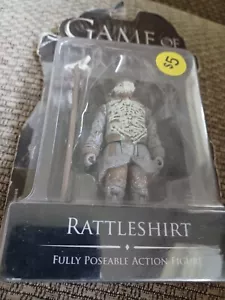 GAME OF
$5
RATTLESHIRT
FULLY POSEABLE ACTION FIGURE